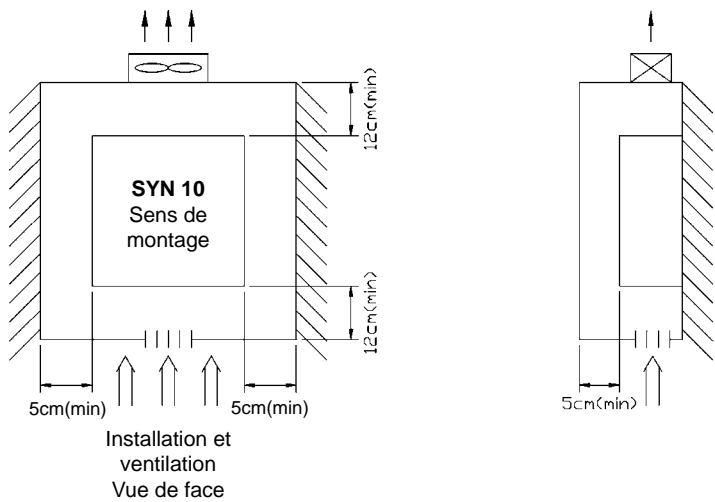 12cm(min)
SYN 10
Sens de
montage
12cm(min)
5cm(min)
5cm(min)
5cm(min)
Installation et
ventilation
Vue de face